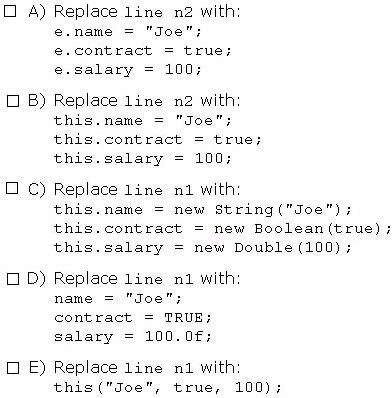 A) Replace line n2 with:
e.name = "Joe";
e.contract = true;
e.salary = 100;
B) Replace line n2 with:
this.name = "Joe";
this.contract = true;
this.salary = 100;
C) Replace line n1 with:
this.name = new String("Joe");
this.contract = new Boolean(true);
this.salary = new Double(100);
D) Replace line n1 with:
name = "Joe";
contract = TRUE;
salary = 100.0f;
E) Replace line n1 with:
this("Joe", true, 100);